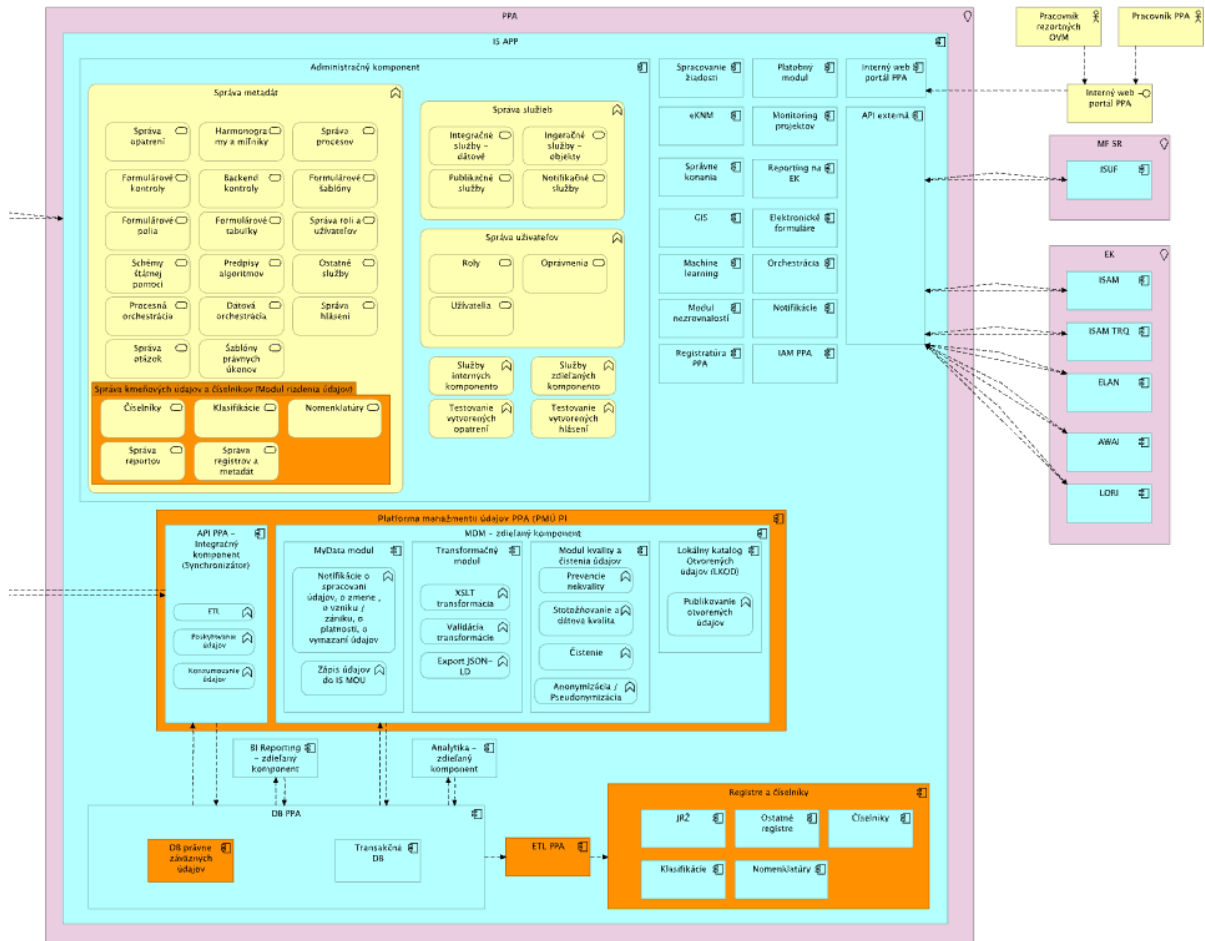 PPA
IS APP
Administračný komponent
Správa metadát
Správa
opatrení
Harmonogra
my a míľniky
Správa
procesov
Formulárové
kontroly
Backend
kontroly
Formulárové
šablóny
Formulárové
polia
Formulárové
tabuľky
Správa rolí a
užívateľov
Schémy
štátnej
pomoci
Predpisy
algoritmov
Ostatné
služby
Procesná
orchestrácia
Dátová
orchestrácia
Správa
hlásení
Správa
otázok
Šablóny
právnych
úkonov
Správa kmeňových údajov a číselníkov (Modul riadenia údajov)
Číselníky
Klasifikácie
Nomenklatúry
Správa
reportov
Správa
registrov a
metadát
Správa služieb
Integračné
služby -
dátové
Ingeračné
služby -
objekty
Publikačné
služby
Notifikačné
služby
Správa užívateľov
Roly
Oprávnenia
Užívatelia
Služby
interných
komponento
Služby
zdieľaných
komponento
Testovanie
vytvorených
opatrení
Testovanie
vytvorených
hlásení
Spracovanie
žiadosti
Platobný
modul
Interný web
portál PPA
eKNM
Monitoring
projektov
API externá
Správne
konania
Reporting na
EK
GIS
Elektronické
formuláre
Machine
learning
Orchestrácia
Modul
nezrovnalostí
Notifikácie
Registratúra
PPA
IAM PPA
Pracovník
rezortných
OVM
Pracovník PPA
Interný web
portál PPA
MF SR
ISUF
EK
ISAM
ISAM TRQ
ELAN
AWAI
LORI
Platforma manažmentu údajov PPA (PMÚ PI
API PPA -
Integračný
komponent
(Synchronizátor)
ETL
Poskytovanie
údajov
Konzumovanie
údajov
MDM - zdieľaný komponent
MyData modul
Notifikácie o
spracovaní
údajov, o zmene ,
o vzniku /
zániku, o
platnosti, o
vymazaní údajov
Zápis údajov
do IS MOU
Transformačný
modul
XSLT
transformácia
Validácia
transformácie
Export JSON-
LD
Modul kvality a
čistenia údajov
Prevencie
nekvality
Stotožňovanie a
dátová kvalita
Čistenie
Anonymizácia /
Pseudonymizácia
Lokálny katalóg
Otvorených
údajov (LKOD)
Publikovanie
otvorených
údajov
BI Reporting
- zdieľaný
komponent
Analytika -
zdieľaný
komponent
DB PPA
DB právne
záväzných
údajov
Transakčná
DB
ETL PPA
Registre a číselníky
JRŽ
Ostatné
registre
Číselníky
Klasifikácie
Nomenklatúry